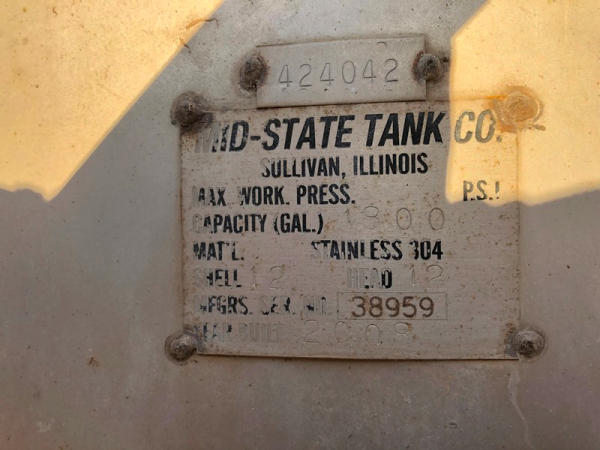 424042
MID-STATE TANK CO.
SULLIVAN, ILLINOIS
MAX. WORK. PRESS. P.S.I
CAPACITY (GAL.) 1300
MAT'L. STAINLESS 304
SHELL 12 HEAD 12
MFGRS. SER. NO. 38959
YEAR BUILT 2008